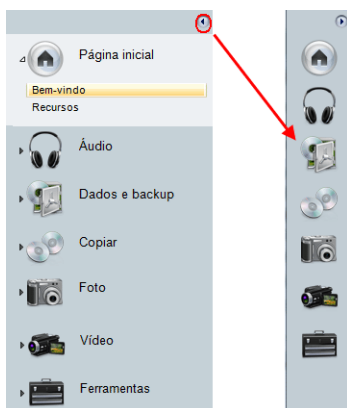 Página inicial
Bem-vindo
Recursos
Áudio
Dados e backup
Copiar
Foto
Vídeo
Ferramentas